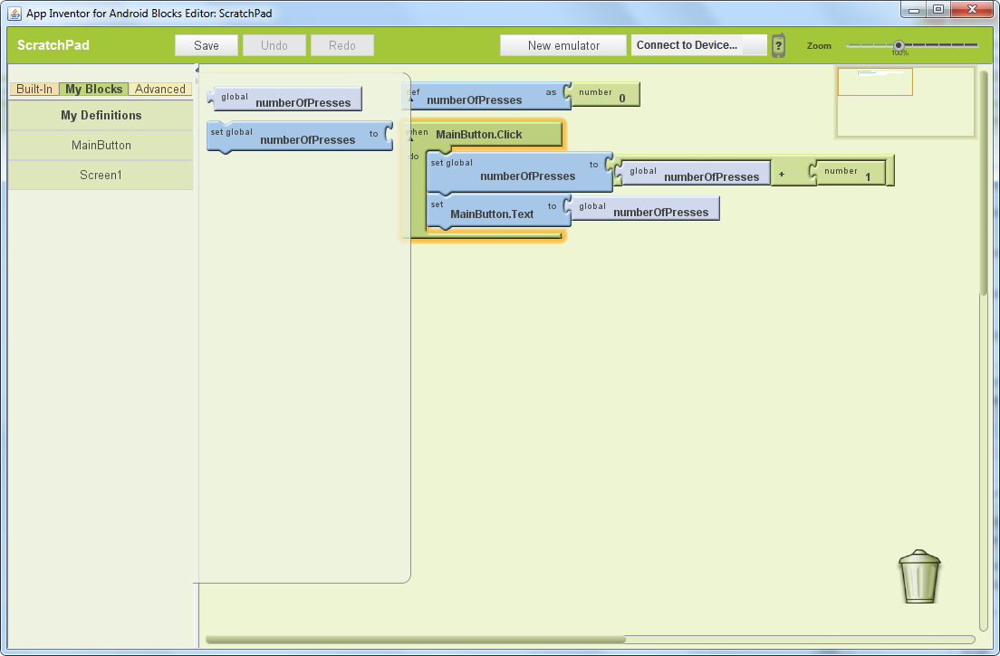 App Inventor for Android Blocks Editor: ScratchPad
ScratchPad Save Undo Redo New emulator Connect to Device... ? Zoom 100%
Built-In My Blocks Advanced
My Definitions
MainButton
Screen1
global numberOfPresses
set global numberOfPresses to
def numberOfPresses as number 0
when MainButton.Click
do set global numberOfPresses to global numberOfPresses + number 1
set MainButton.Text to global numberOfPresses